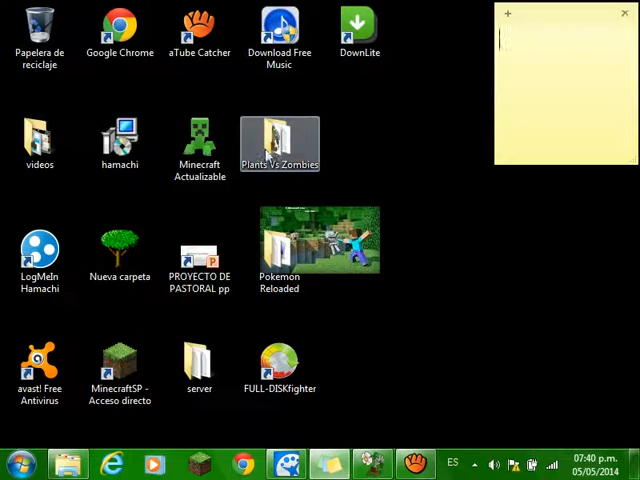 Papelera de
reciclaje
Google Chrome
aTube Catcher
Download Free
Music
DownLite
videos
hamachi
Minecraft
Actualizable
Plants Vs Zombies
LogMeIn
Hamachi
Nueva carpeta
PROYECTO DE
PASTORAL pp
Pokemon
Reloaded
avast! Free
Antivirus
MinecraftSP -
Acceso directo
server
FULL-DISKfighter
ES
07:40 p.m.
05/05/2014